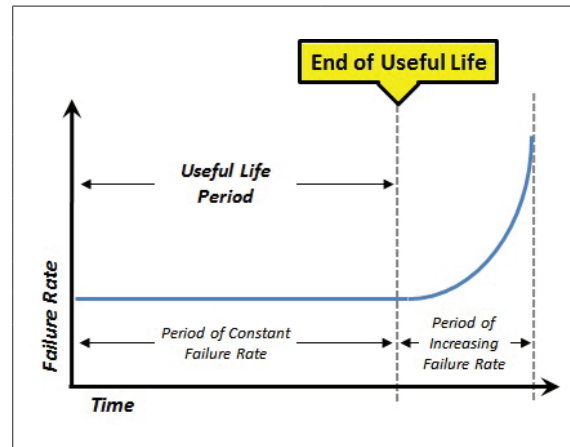 End of Useful Life
Useful Life
Period
Failure Rate
Period of Constant
Failure Rate
Period of
Increasing
Failure Rate
Time